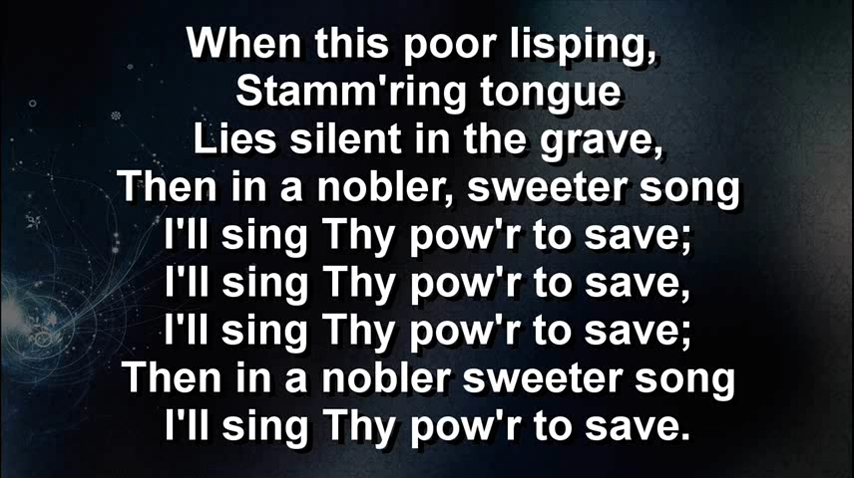 When this poor lisping,
Stamm'ring tongue
Lies silent in the grave,
Then in a nobler, sweeter song
I'll sing Thy pow'r to save;
I'll sing Thy pow'r to save,
I'll sing Thy pow'r to save;
Then in a nobler sweeter song
I'll sing Thy pow'r to save.